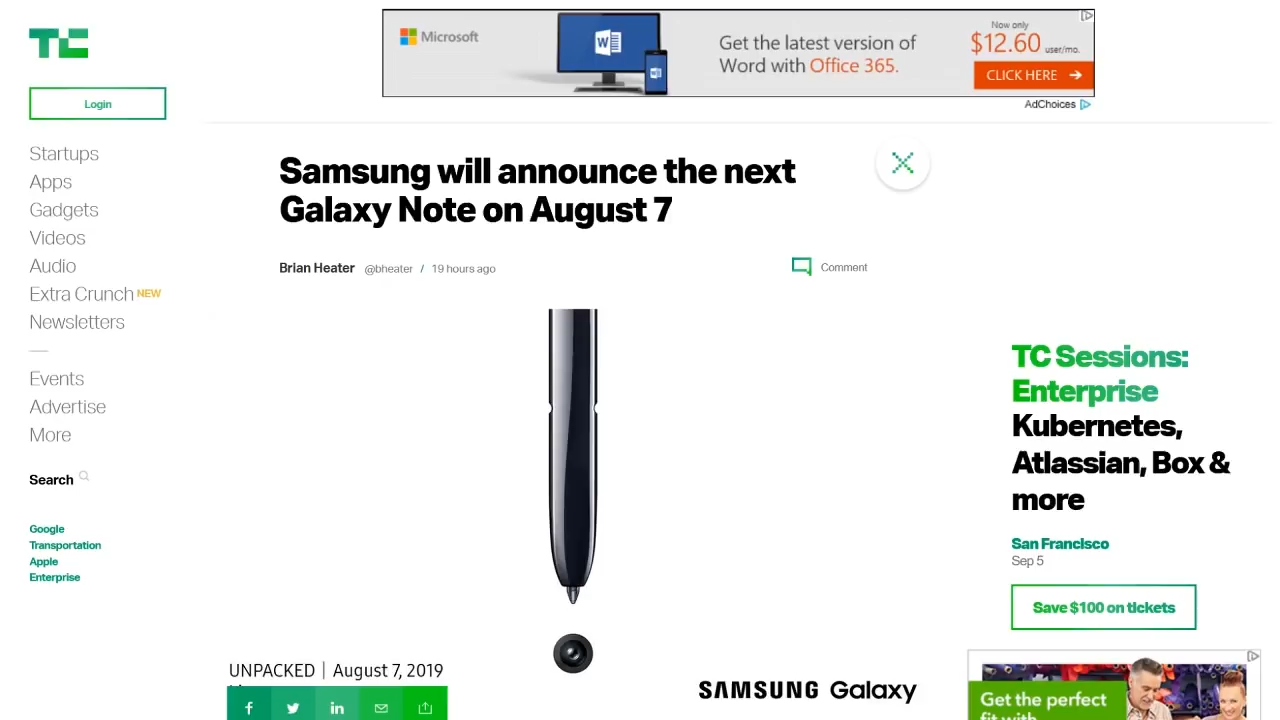 Microsoft
W
W
Get the latest version of
Word with Office 365.
Now only
$12.60 user/mo.
CLICK HERE
AdChoices
TC
Login
Startups
Apps
Gadgets
Videos
Audio
Extra Crunch NEW
Newsletters
Events
Advertise
More
Search
Google
Transportation
Apple
Enterprise
Samsung will announce the next
Galaxy Note on August 7
Brian Heater @bheater / 19 hours ago
Comment
UNPACKED | August 7, 2019
SAMSUNG Galaxy
TC Sessions:
Enterprise
Kubernetes,
Atlassian, Box &
more
San Francisco
Sep 5
Save $100 on tickets
Get the perfect
fit with